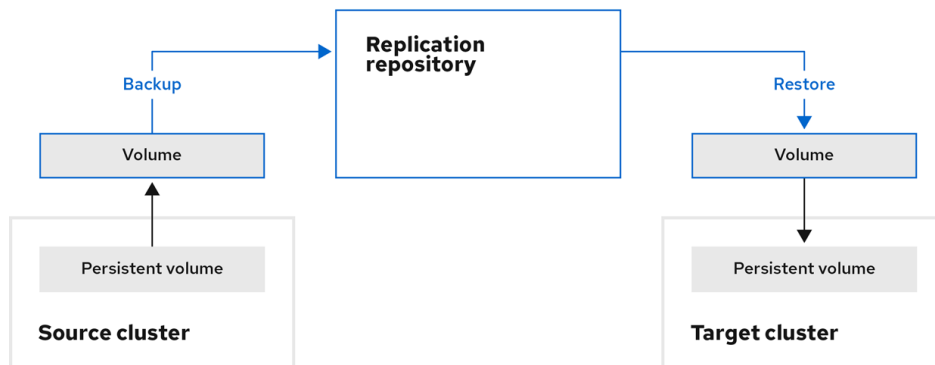 Replication
repository
Backup
Restore
Volume
Volume
Persistent volume
Persistent volume
Source cluster
Target cluster